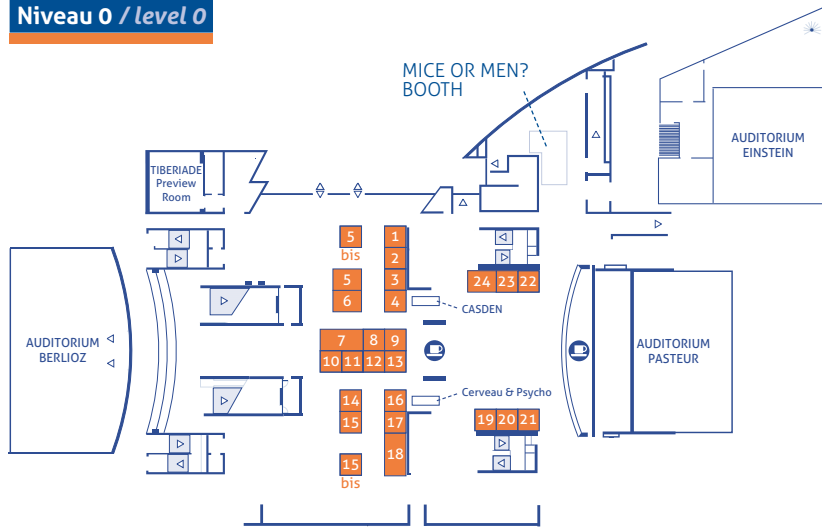 Niveau 0 / level 0
MICE OR MEN?
BOOTH
AUDITORIUM
EINSTEIN
TIBERIADE
Preview
Room
5
bis
1
2
5
3
24
23
22
6
4
CASDEN
AUDITORIUM
BERLIOZ
7
8
9
10
11
12
13
AUDITORIUM
PASTEUR
14
16
Cerveau & Psycho
15
17
19
20
21
18
15
bis